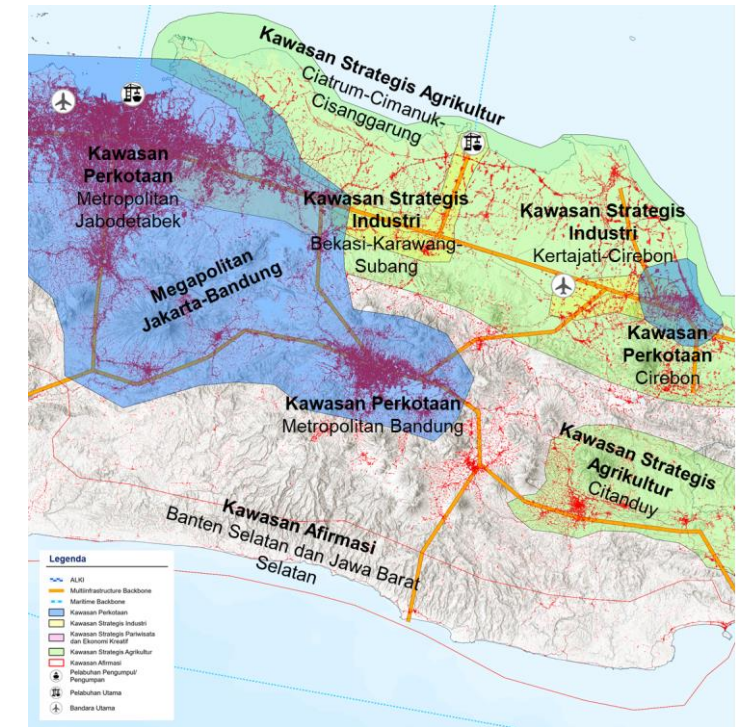 Kawasan Strategis Agrikultur
Ciatrum-Cimanuk-
Cisanggarung
Kawasan
Perkotaan
Metropolitan
Jabodetabek
Kawasan Strategis
Industri
Bekasi-Karawang-
Subang
Kawasan Strategis
Industri
Kertajati-Cirebon
Megapolitan
Jakarta-Bandung
Kawasan
Perkotaan
Cirebon
Kawasan Perkotaan
Metropolitan Bandung
Kawasan Strategis
Agrikultur
Citanduy
Kawasan Afirmasi
Banten Selatan dan Jawa Barat
Selatan
Legenda
ALKI
Multiinfrastructure Backbone
Maritime Backbone
Kawasan Perkotaan
Kawasan Strategis Industri
Kawasan Strategis Pariwisata
dan Ekonomi Kreatif
Kawasan Strategis Agrikultur
Kawasan Afirmasi
Pelabuhan Pengumpul/
Pengumpan
Pelabuhan Utama
Bandara Utama